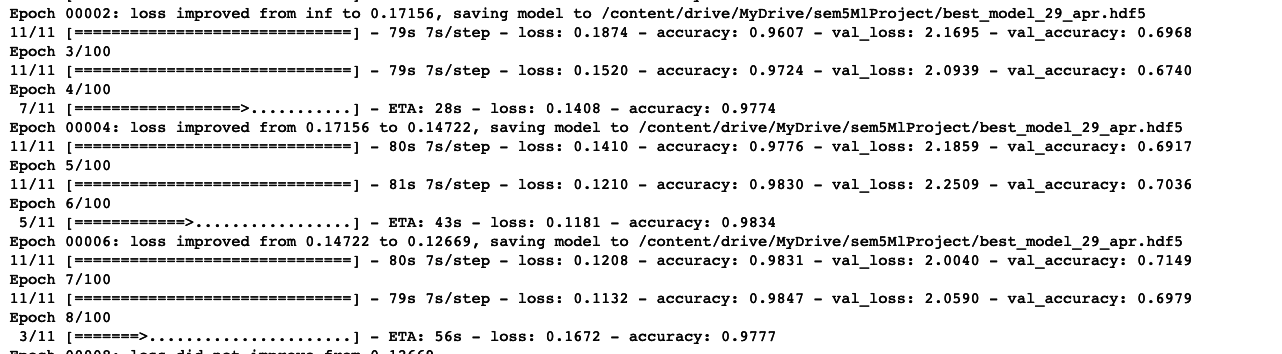 Epoch 00002: loss improved from inf to 0.17156, saving model to /content/drive/MyDrive/sem5MlProject/best_model_29_apr.hdf5
11/11 [==============================] - 79s 7s/step - loss: 0.1874 - accuracy: 0.9607 - val_loss: 2.1695 - val_accuracy: 0.6968
Epoch 3/100
11/11 [==============================] - 79s 7s/step - loss: 0.1520 - accuracy: 0.9724 - val_loss: 2.0939 - val_accuracy: 0.6740
Epoch 4/100
7/11 [==================>...........] - ETA: 28s - loss: 0.1408 - accuracy: 0.9774
Epoch 00004: loss improved from 0.17156 to 0.14722, saving model to /content/drive/MyDrive/sem5MlProject/best_model_29_apr.hdf5
11/11 [==============================] - 80s 7s/step - loss: 0.1410 - accuracy: 0.9776 - val_loss: 2.1859 - val_accuracy: 0.6917
Epoch 5/100
11/11 [==============================] - 81s 7s/step - loss: 0.1210 - accuracy: 0.9830 - val_loss: 2.2509 - val_accuracy: 0.7036
Epoch 6/100
5/11 [============>.................] - ETA: 43s - loss: 0.1181 - accuracy: 0.9834
Epoch 00006: loss improved from 0.14722 to 0.12669, saving model to /content/drive/MyDrive/sem5MlProject/best_model_29_apr.hdf5
11/11 [==============================] - 80s 7s/step - loss: 0.1208 - accuracy: 0.9831 - val_loss: 2.0040 - val_accuracy: 0.7149
Epoch 7/100
11/11 [==============================] - 79s 7s/step - loss: 0.1132 - accuracy: 0.9847 - val_loss: 2.0590 - val_accuracy: 0.6979
Epoch 8/100
3/11 [=======>......................] - ETA: 56s - loss: 0.1672 - accuracy: 0.9777
Epoch 00008: loss did not improve from 0.12669